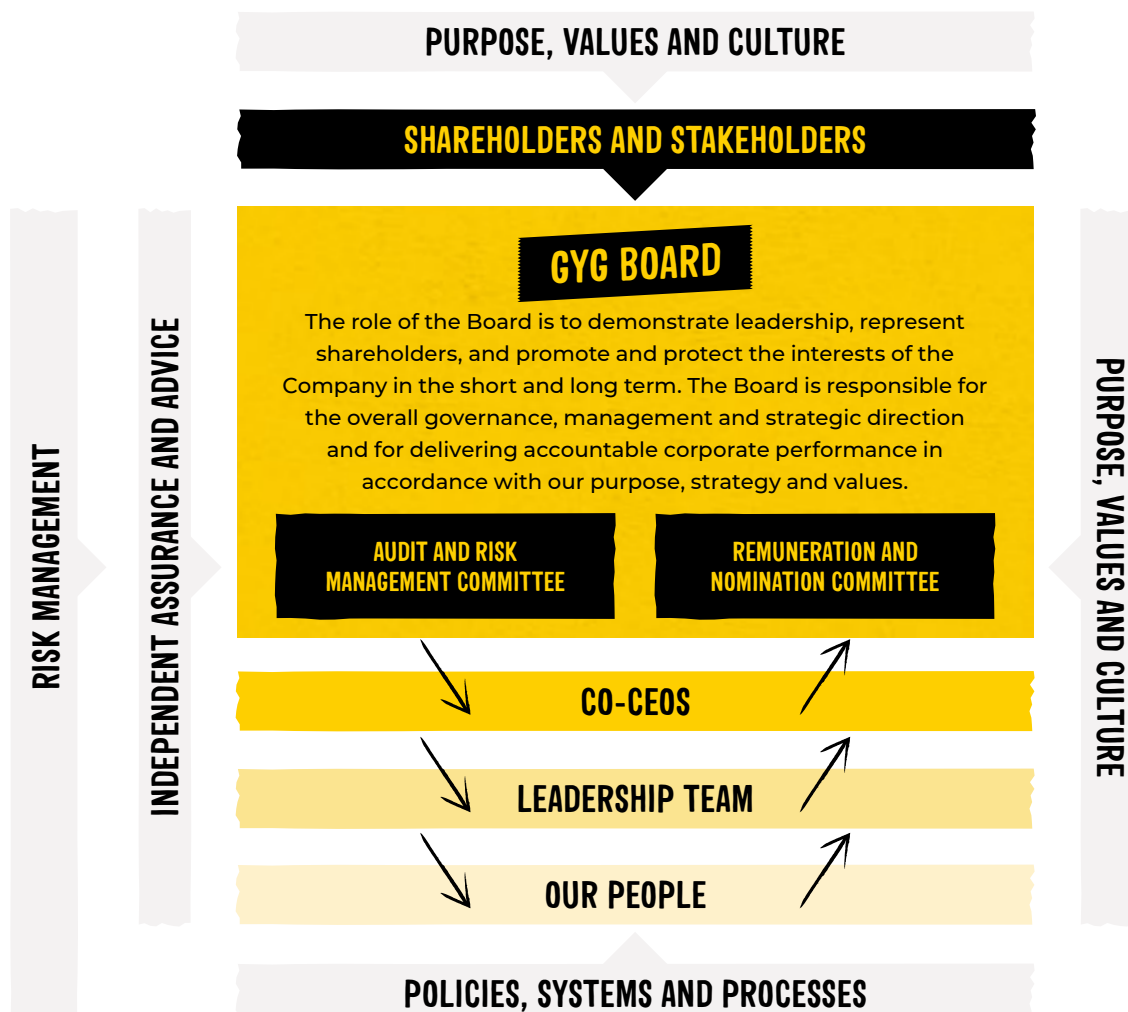 PURPOSE, VALUES AND CULTURE
SHAREHOLDERS AND STAKEHOLDERS
RISK MANAGEMENT
INDEPENDENT ASSURANCE AND ADVICE
GYG BOARD
The role of the Board is to demonstrate leadership, represent
shareholders, and promote and protect the interests of the
Company in the short and long term. The Board is responsible for
the overall governance, management and strategic direction
and for delivering accountable corporate performance in
accordance with our purpose, strategy and values.
AUDIT AND RISK
MANAGEMENT COMMITTEE
REMUNERATION AND
NOMINATION COMMITTEE
CO-CEOS
LEADERSHIP TEAM
OUR PEOPLE
PURPOSE, VALUES AND CULTURE
POLICIES, SYSTEMS AND PROCESSES